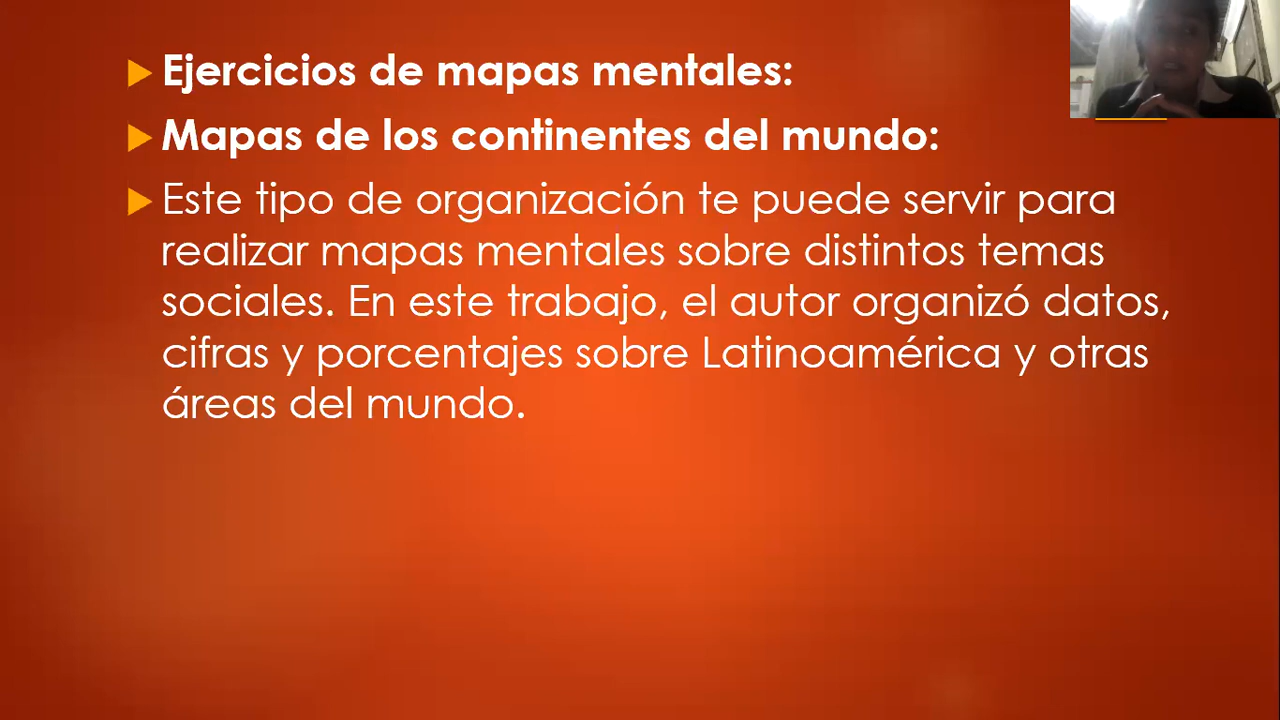 Ejercicios de mapas mentales:
Mapas de los continentes del mundo:
Este tipo de organización te puede servir para
realizar mapas mentales sobre distintos temas
sociales. En este trabajo, el autor organizó datos,
cifras y porcentajes sobre Latinoamérica y otras
áreas del mundo.